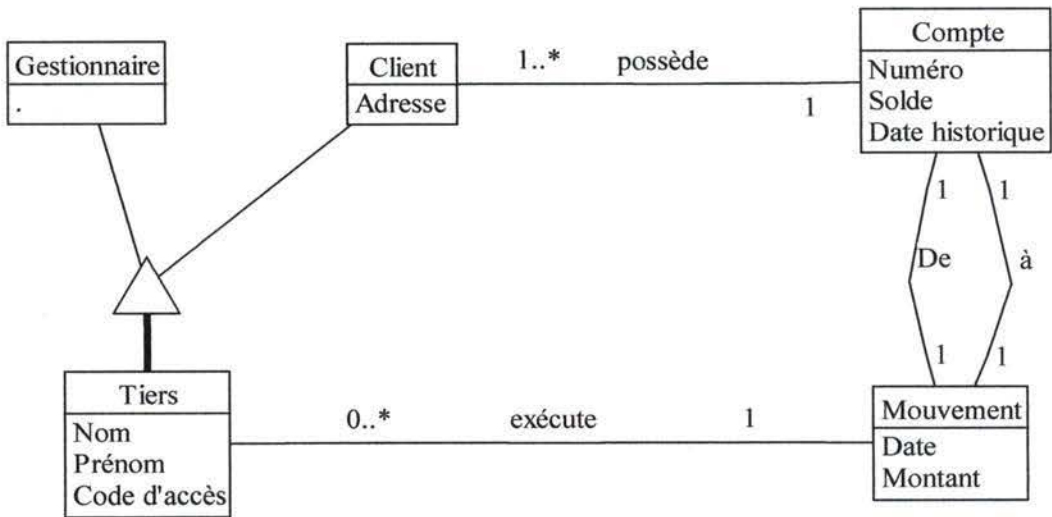 Gestionnaire
.
Client
Adresse
1..* possède
1
Compte
Numéro
Solde
Date historique
1 1
De à
1 1
Tiers
Nom
Prénom
Code d'accès
0..* exécute 1
Mouvement
Date
Montant